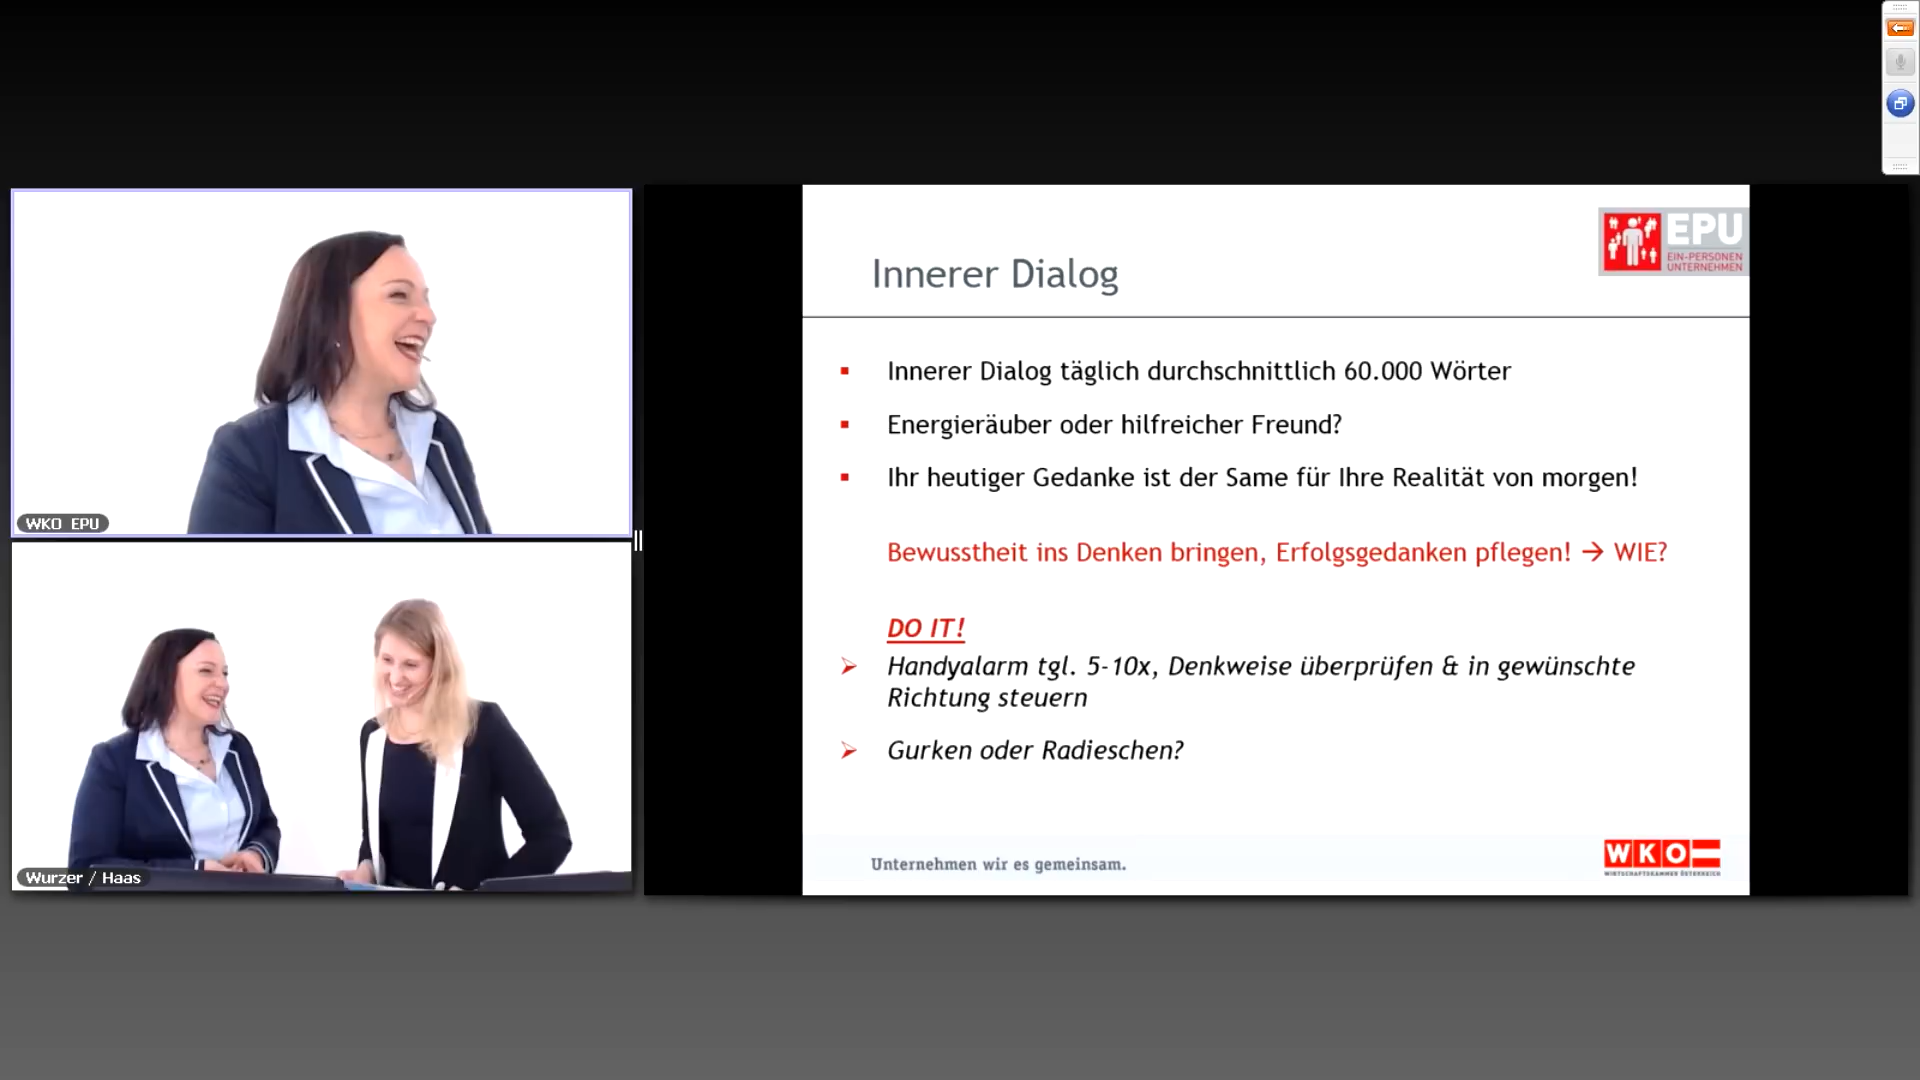 WKO EPU
Wurzer / Haas
EPU
EIN-PERSONEN
UNTERNEHMEN
Innerer Dialog
Innerer Dialog täglich durchschnittlich 60.000 Wörter
Energieräuber oder hilfreicher Freund?
Ihr heutiger Gedanke ist der Same für Ihre Realität von morgen!
Bewusstheit ins Denken bringen, Erfolgsgedanken pflegen! → WIE?
DO IT!
Handyalarm tgl. 5-10x, Denkweise überprüfen & in gewünschte
Richtung steuern
Gurken oder Radieschen?
Unternehmen wir es gemeinsam.
WKO
WIRTSCHAFTSKAMMER ÖSTERREICH